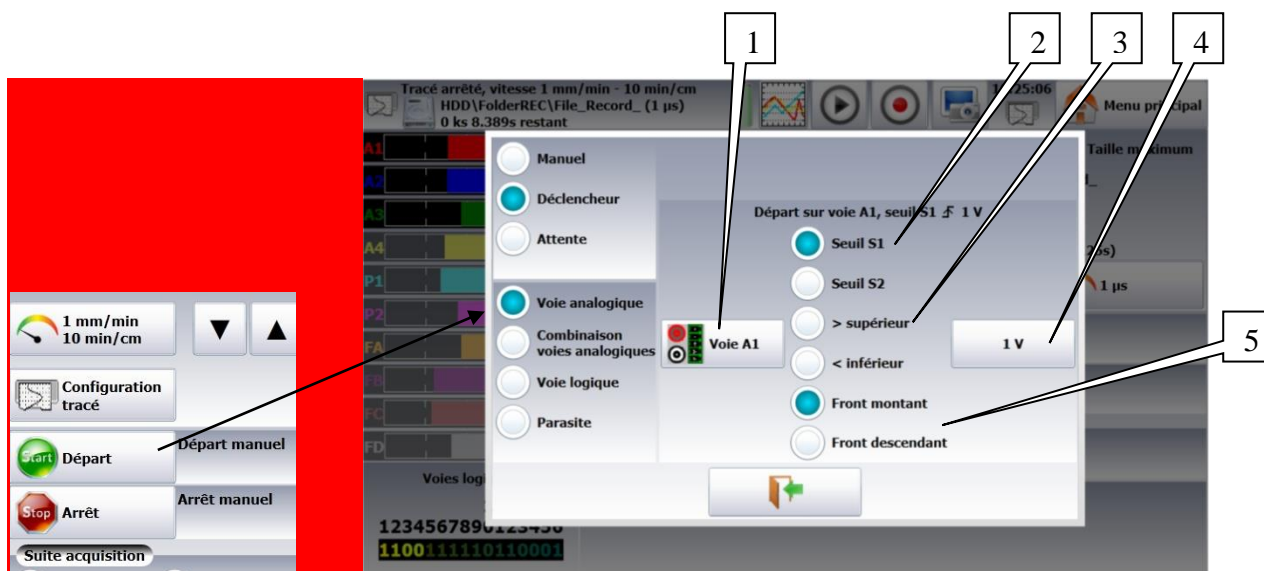 1
2
3
4
5
Tracé arrêté, vitesse 1 mm/min - 10 min/cm
HDD\FolderREC\File_Record_ (1 µs)
0 ks 8.389s restant
25:06
Menu principal
A1
A2
A3
A4
P1
P2
FA
FB
FC
FD
Manuel
Déclencheur
Attente
Voie analogique
Combinaison
voies analogiques
Voie logique
Parasite
Départ sur voie A1, seuil S1 1 V
Seuil S1
Seuil S2
> supérieur
< inférieur
Front montant
Front descendant
Voie A1
1 V
Taille maximum
1 µs
1 mm/min
10 min/cm
Configuration
tracé
Start Départ
Départ manuel
Stop Arrêt
Arrêt manuel
Suite acquisition
Voies logi
1234567890123456
1100111110110001